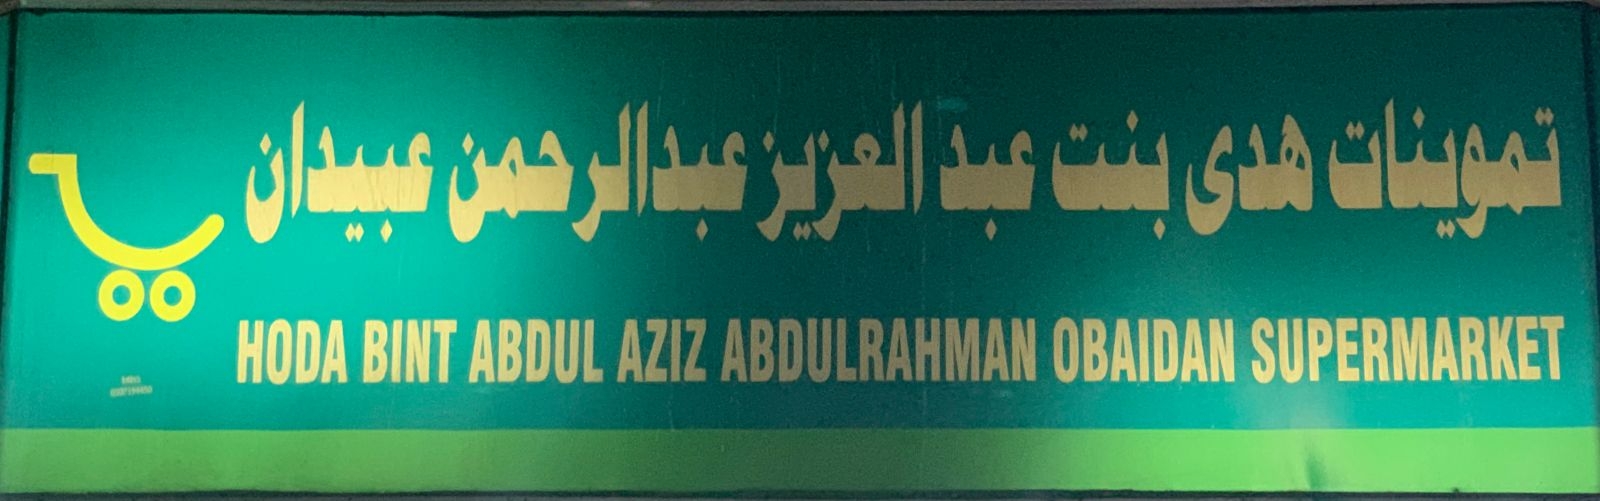 تموينات هدى بنت عبد العزيز عبدالرحمن عبيدان
HODA BINT ABDUL AZIZ ABDULRAHMAN OBAIDAN SUPERMARKET